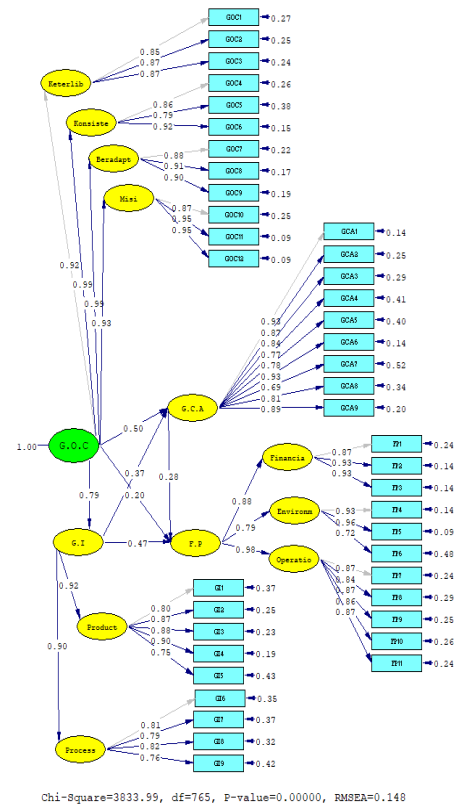 GOC1
0.27
0.85
GOC2
0.25
0.87
GOC3
0.24
0.87
Keterlib
GOC4
0.26
0.86
GOC5
0.38
0.79
Konsiste
GOC6
0.15
0.92
GOC7
0.22
0.88
Beradapt
GOC8
0.17
0.91
GOC9
0.19
0.90
Misi
GOC10
0.25
0.87
GOC11
0.09
0.95
GOC12
0.09
0.95
GCA1
0.14
GCA2
0.25
0.92
GCA3
0.29
0.99
GCA4
0.41
0.99
GCA5
0.40
0.93
0.93
0.87
0.84
0.77
0.78
0.93
0.69
0.81
0.89
GCA6
0.14
GCA7
0.52
GCA8
0.34
GCA9
0.20
G.C.A
1.00
G.O.C
0.50
0.37
0.20
0.28
0.79
G.I
0.47
F.P
0.88
0.79
0.98
Financia
0.87
0.93
0.93
FP1
0.24
FP2
0.14
FP3
0.14
Environm
0.93
0.96
0.72
FP4
0.14
FP5
0.09
FP6
0.48
Operatio
0.87
0.84
0.87
0.86
0.87
FP7
0.24
FP8
0.29
FP9
0.25
FP10
0.26
FP11
0.24
0.92
0.90
Product
0.80
0.87
0.88
0.90
0.75
GI1
0.37
GI2
0.25
GI3
0.23
GI4
0.19
GI5
0.43
Process
0.81
0.79
0.82
0.76
GI6
0.35
GI7
0.37
GI8
0.32
GI9
0.42
Chi-Square=3833.99, df=765, P-value=0.00000, RMSEA=0.148